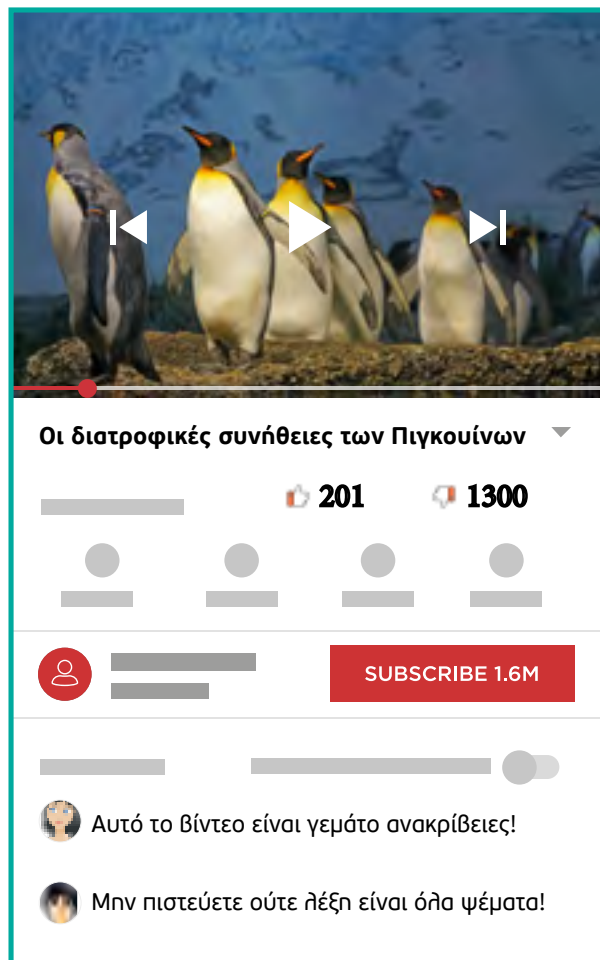 Οι διατροφικές συνήθειες των Πιγκουίνων
201 1300
SUBSCRIBE 1.6M
Αυτό το βίντεο είναι γεμάτο ανακρίβειες!
Μην πιστεύετε ούτε λέξη είναι όλα ψέματα!